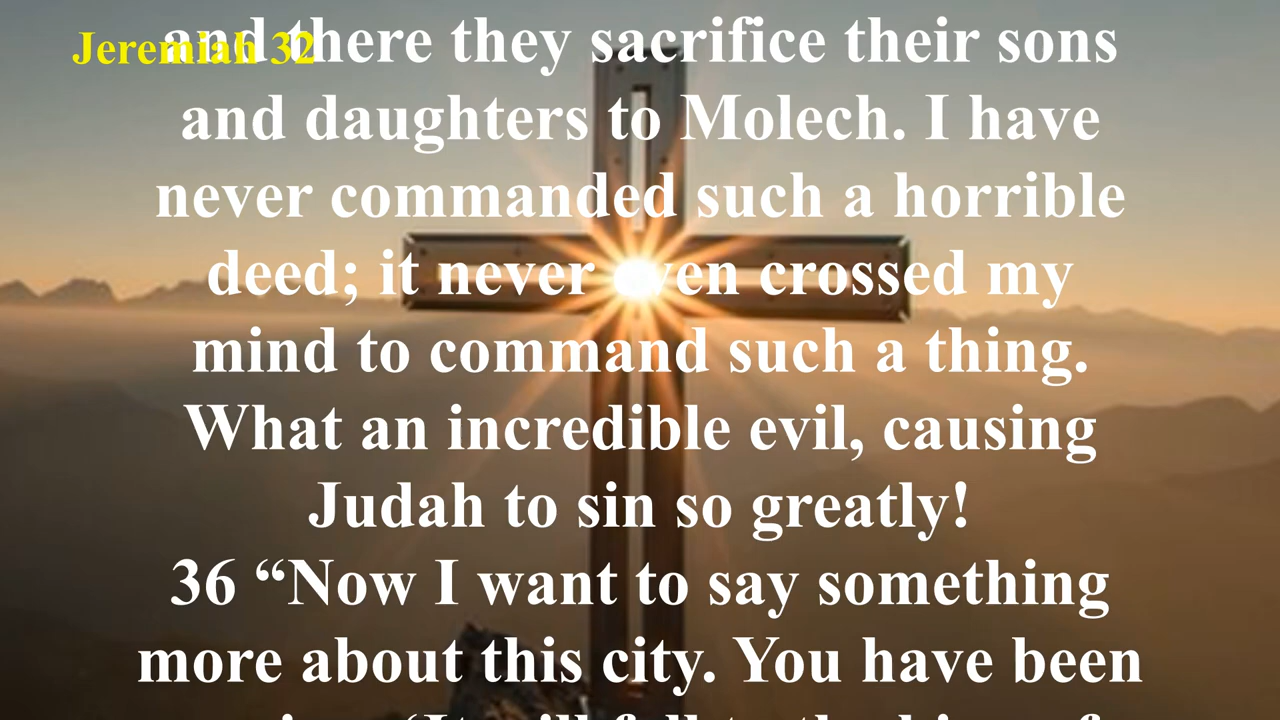 Jeremiah 32
and there they sacrifice their sons
and daughters to Molech. I have
never commanded such a horrible
deed; it never even crossed my
mind to command such a thing.
What an incredible evil, causing
Judah to sin so greatly!
36 “Now I want to say something
more about this city. You have been